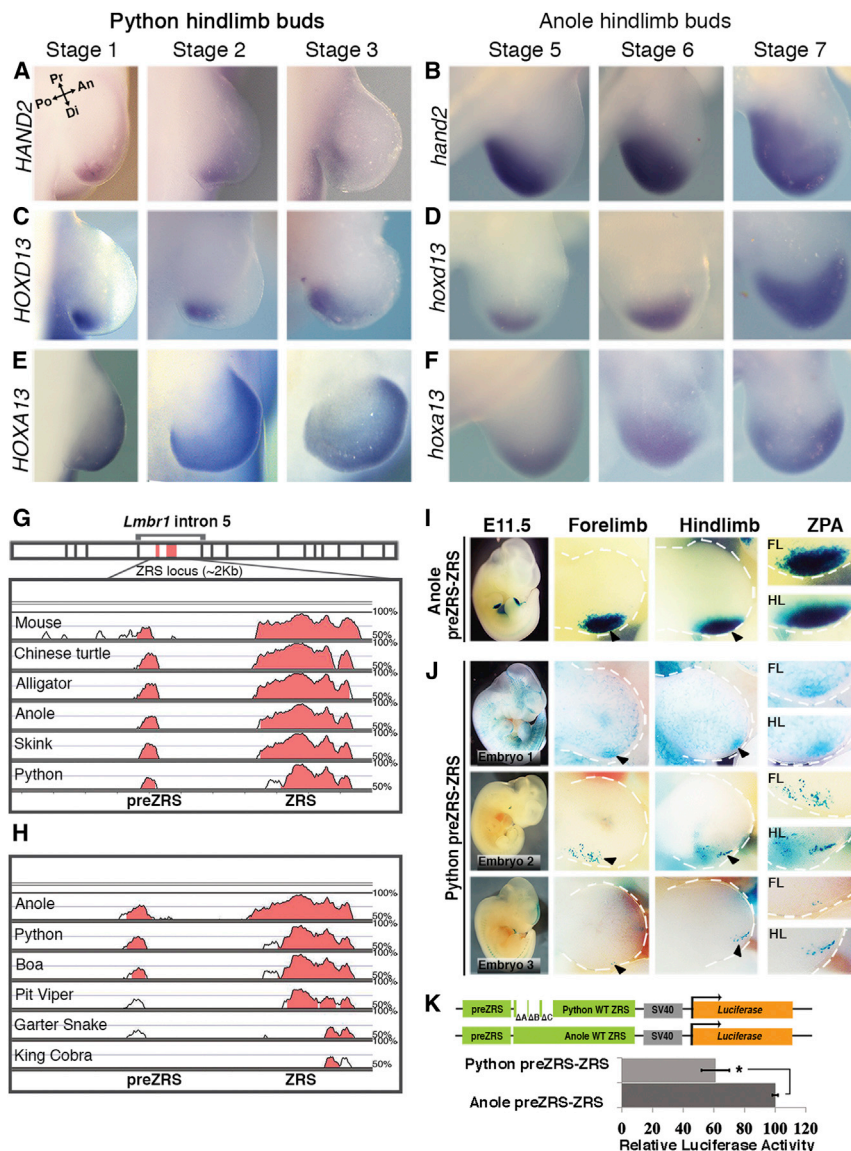 Python hindlimb buds
Anole hindlimb buds
Stage 1 Stage 2 Stage 3
Stage 5 Stage 6 Stage 7
A
HAND2
Pr
An
Po
Di
B
hand2
C
HOXD13
D
hoxd13
E
HOXA13
F
hoxa13
G
Lmbr1 intron 5
ZRS locus (~2Kb)
100%
Mouse
50%
100%
Chinese turtle
50%
100%
Alligator
50%
100%
Anole
50%
100%
Skink
50%
100%
Python
50%
preZRS ZRS
H
100%
Anole
50%
100%
Python
50%
100%
Boa
50%
100%
Pit Viper
50%
100%
Garter Snake
50%
100%
King Cobra
50%
preZRS ZRS
I
E11.5 Forelimb Hindlimb ZPA
Anole
preZRS-ZRS
FL
HL
J
Python preZRS-ZRS
Embryo 1
FL
HL
Embryo 2
FL
HL
Embryo 3
FL
HL
K
preZRS ΔA ΔB ΔC Python WT ZRS SV40 Luciferase
preZRS Anole WT ZRS SV40 Luciferase
Python preZRS-ZRS
*
Anole preZRS-ZRS
0 20 40 60 80 100 120
Relative Luciferase Activity